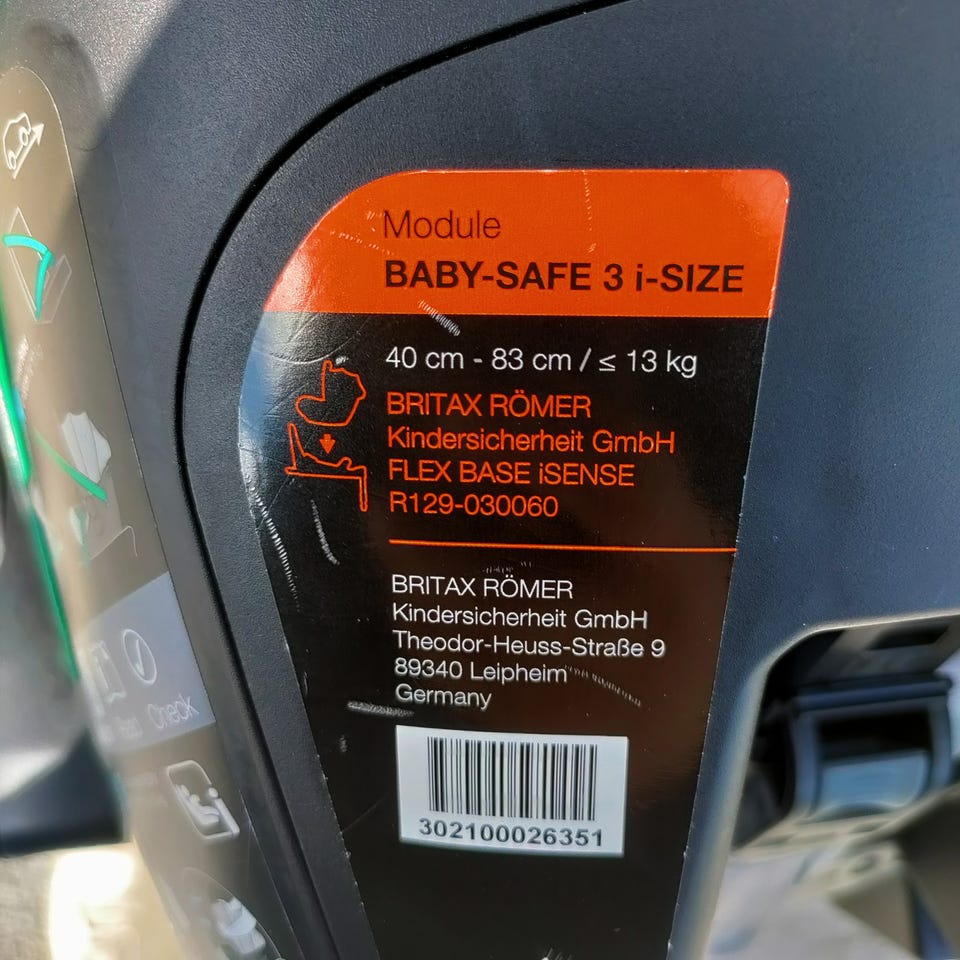 Module
BABY-SAFE 3 i-SIZE
40 cm - 83 cm / ≤ 13 kg
BRITAX RÖMER
Kindersicherheit GmbH
FLEX BASE iSENSE
R129-030060
BRITAX RÖMER
Kindersicherheit GmbH
Theodor-Heuss-Straße 9
89340 Leipheim
Germany
302100026351
Check